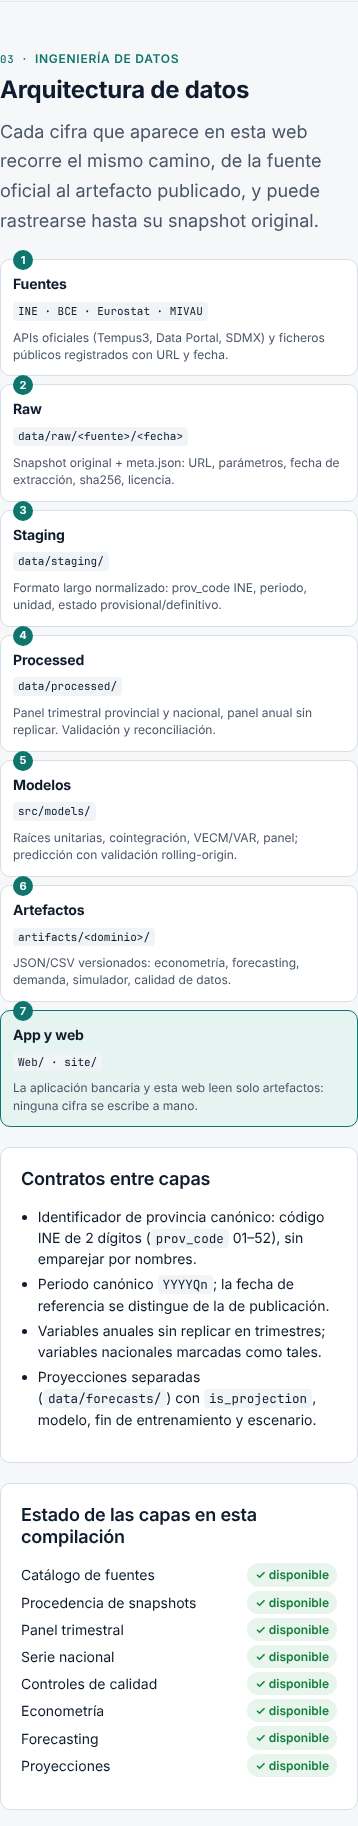 03 · INGENIERÍA DE DATOS
Arquitectura de datos
Cada cifra que aparece en esta web
recorre el mismo camino, de la fuente
oficial al artefacto publicado, y puede
rastrearse hasta su snapshot original.
1
Fuentes
INE · BCE · Eurostat · MIVAU
APIs oficiales (Tempus3, Data Portal, SDMX) y ficheros
públicos registrados con URL y fecha.
2
Raw
data/raw/<fuente>/<fecha>
Snapshot original + meta.json: URL, parámetros, fecha de
extracción, sha256, licencia.
3
Staging
data/staging/
Formato largo normalizado: prov_code INE, periodo,
unidad, estado provisional/definitivo.
4
Processed
data/processed/
Panel trimestral provincial y nacional, panel anual sin
replicar. Validación y reconciliación.
5
Modelos
src/models/
Raíces unitarias, cointegración, VECM/VAR, panel;
predicción con validación rolling-origin.
6
Artefactos
artifacts/<dominio>/
JSON/CSV versionados: econometría, forecasting,
demanda, simulador, calidad de datos.
7
App y web
Web/ · site/
La aplicación bancaria y esta web leen solo artefactos:
ninguna cifra se escribe a mano.
Contratos entre capas
• Identificador de provincia canónico: código
INE de 2 dígitos ( prov_code 01–52), sin
emparejar por nombres.
• Periodo canónico YYYYQn ; la fecha de
referencia se distingue de la de publicación.
• Variables anuales sin replicar en trimestres;
variables nacionales marcadas como tales.
• Proyecciones separadas
( data/forecasts/ ) con is_projection ,
modelo, fin de entrenamiento y escenario.
Estado de las capas en esta
compilación
Catálogo de fuentes ✓ disponible
Procedencia de snapshots ✓ disponible
Panel trimestral ✓ disponible
Serie nacional ✓ disponible
Controles de calidad ✓ disponible
Econometría ✓ disponible
Forecasting ✓ disponible
Proyecciones ✓ disponible